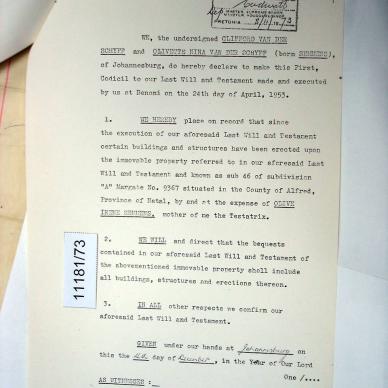 MASTER, SUPREME COURT
PRETORIA
WE, the undersigned CLIFFORD VAN DER
SCHYFF and OLIVETTE NINA VAN DER SCHYFF (born SEGGERS),
of Johannesburg, do hereby declare to make this First,
Codicil to our Last Will and Testament made and executed
by us at Benoni on the 24th day of April, 1953.
1. WE HEREBY place on record that since
the execution of our aforesaid Last Will and Testament
certain buildings and structures have been erected upon
the immovable property referred to in our aforesaid Last
Will and Testament and known as sub 46 of subdivision
"A" Margate No. 9367 situated in the County of Alfred,
Province of Natal, by and at the expense of OLIVE
IRENE SEGGERS, mother of me the Testatrix.
2. WE WILL and direct that the bequests
contained in our aforesaid Last Will and Testament of
the abovementioned immovable property shall include
all buildings, structures and erections thereon.
11181/73
3. IN ALL other respects we confirm our
aforesaid Last Will and Testament.
GIVEN under our hands at Johannesburg on
this the day of December, in the Year of Our Lord
One /....
AS WITNESSES :